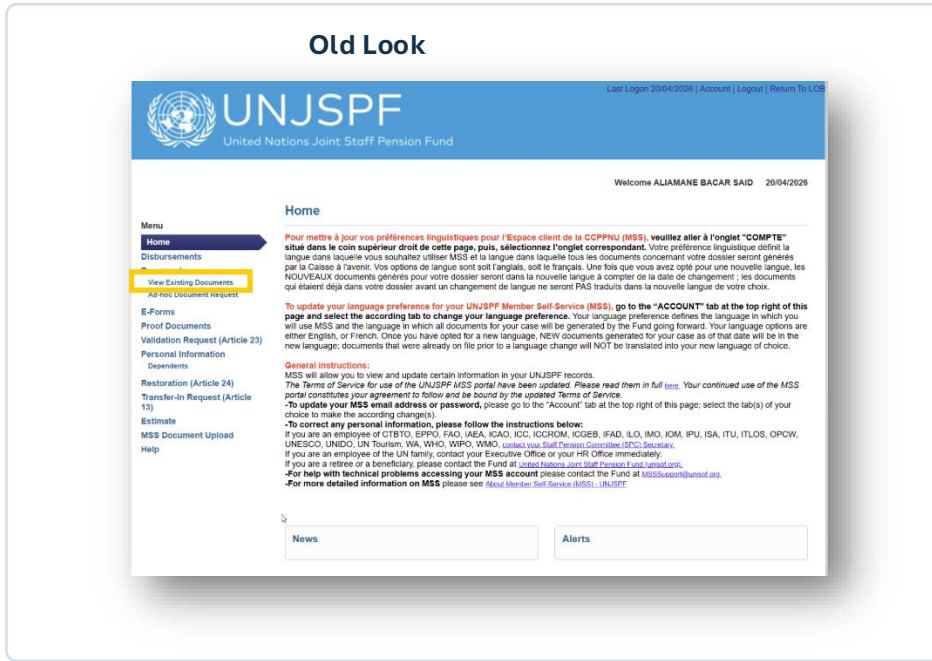 Old Look
Last Logon 20/04/2026 | Account | Logout | Return To LOB
UNJSPF
United Nations Joint Staff Pension Fund
Welcome ALIAMANE BACAR SAID 20/04/2026
Menu
Home
Disbursements
View Existing Documents
Ad-hoc Document Request
E-Forms
Proof Documents
Validation Request (Article 23)
Personal Information
Dependents
Restoration (Article 24)
Transfer-In Request (Article
13)
Estimate
MSS Document Upload
Help
Home
Pour mettre à jour vos préférences linguistiques pour l'Espace client de la CCPPNU (MSS), veuillez aller à l'onglet "COMPTE"
situé dans le coin supérieur droit de cette page, puis, sélectionnez l'onglet correspondant. Votre préférence linguistique définit la
langue dans laquelle vous souhaitez utiliser MSS et la langue dans laquelle tous les documents concernant votre dossier seront générés
par la Caisse à l'avenir. Vos options de langue sont soit l'anglais, soit le français. Une fois que vous avez opté pour une nouvelle langue, les
NOUVEAUX documents générés pour votre dossier seront dans la nouvelle langue à compter de la date de changement ; les documents
qui étaient déjà dans votre dossier avant un changement de langue ne seront PAS traduits dans la nouvelle langue de votre choix.
To update your language preference for your UNJSPF Member Self-Service (MSS), go to the "ACCOUNT" tab at the top right of this
page and select the according tab to change your language preference. Your language preference defines the language in which you
will use MSS and the language in which all documents for your case will be generated by the Fund going forward. Your language options are
either English, or French. Once you have opted for a new language, NEW documents generated for your case as of that date will be in the
new language; documents that were already on file prior to a language change will NOT be translated into your new language of choice.
General instructions:
MSS will allow you to view and update certain information in your UNJSPF records.
The Terms of Service for use of the UNJSPF MSS portal have been updated. Please read them in full here. Your continued use of the MSS
portal constitutes your agreement to follow and be bound by the updated Terms of Service.
-To update your MSS email address or password, please go to the "Account" tab at the top right of this page; select the tab(s) of your
choice to make the according change(s).
-To correct any personal information, please follow the instructions below:
If you are an employee of CTBTO, EPPO, FAO, IAEA, ICAO, ICC, ICCROM, ICGEB, IFAD, ILO, IMO, IOM, IPU, ISA, ITU, ITLOS, OPCW,
UNESCO, UNIDO, UN Tourism, WA, WHO, WIPO, WMO, contact your Staff Pension Committee (SPC) Secretary.
If you are an employee of the UN family, contact your Executive Office or your HR Office immediately.
If you are a retiree or a beneficiary, please contact the Fund at United Nations Joint Staff Pension Fund (unjspf.org).
-For help with technical problems accessing your MSS account please contact the Fund at MSSSupport@unjspf.org.
-For more detailed information on MSS please see About Member Self-Service (MSS) - UNJSPF
News
Alerts